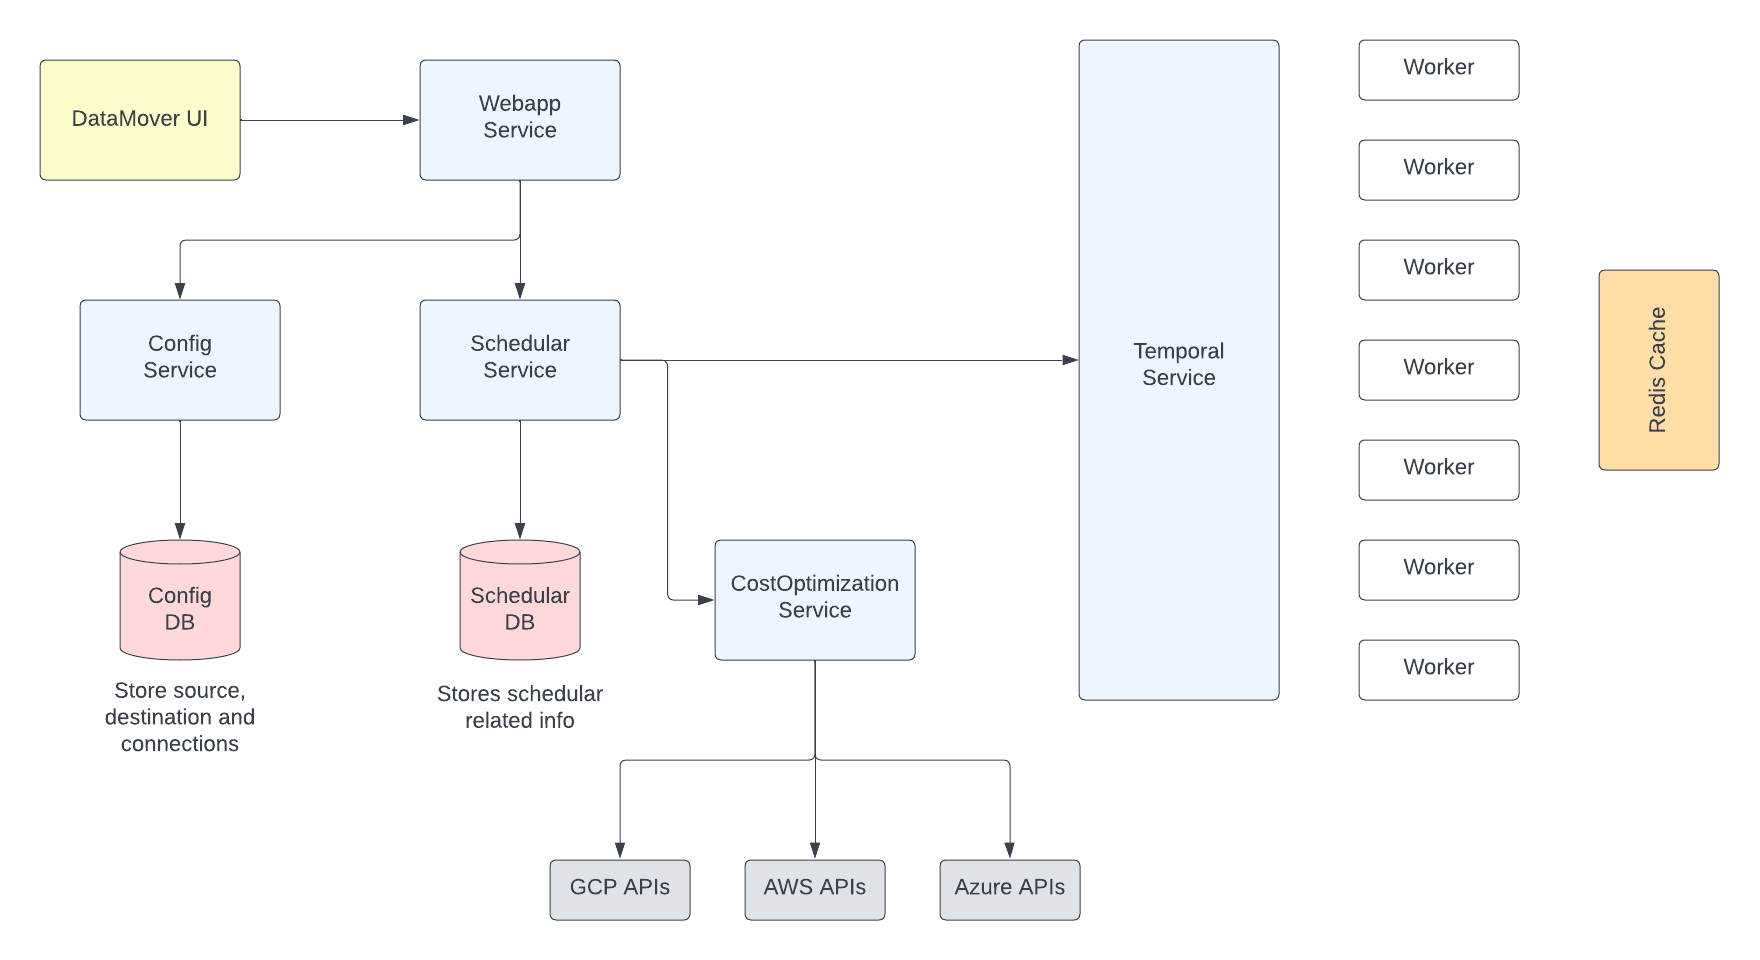 DataMover UI
Webapp
Service
Config
Service
Schedular
Service
Temporal
Service
Worker
Worker
Worker
Worker
Worker
Worker
Worker
Redis Cache
Config
DB
Store source,
destination and
connections
Schedular
DB
Stores schedular
related info
CostOptimization
Service
GCP APIs
AWS APIs
Azure APIs